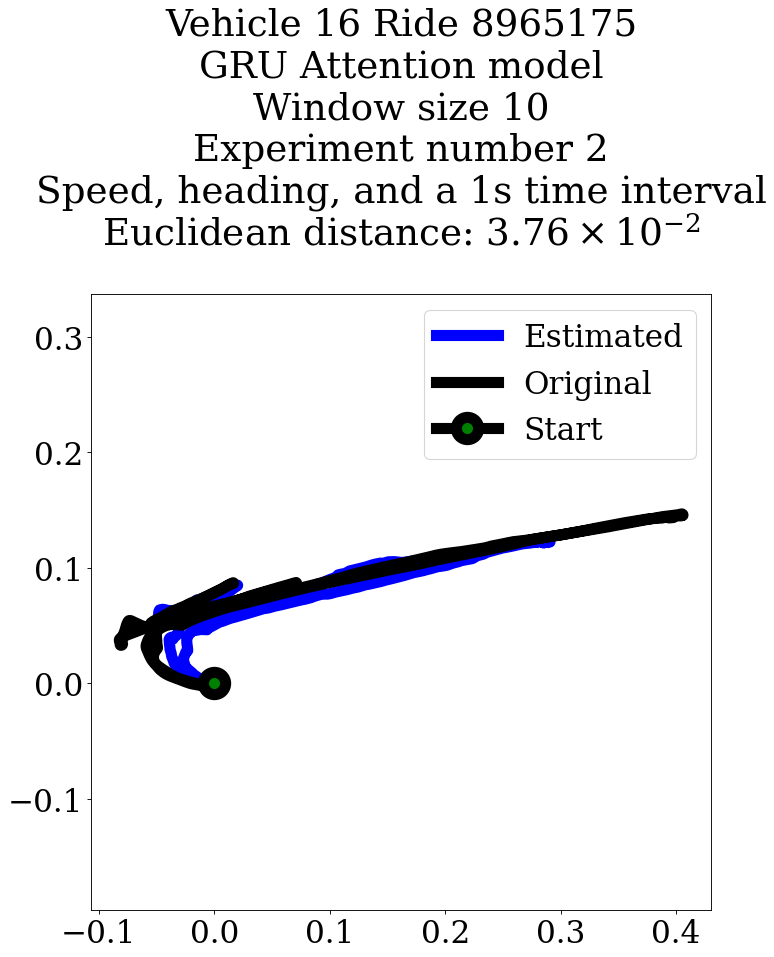 Vehicle 16 Ride 8965175
GRU Attention model
Window size 10
Experiment number 2
Speed, heading, and a 1s time interval
Euclidean distance: 3.76 × 10⁻²
Estimated
Original
Start
0.3
0.2
0.1
0.0
−0.1
−0.1 0.0 0.1 0.2 0.3 0.4